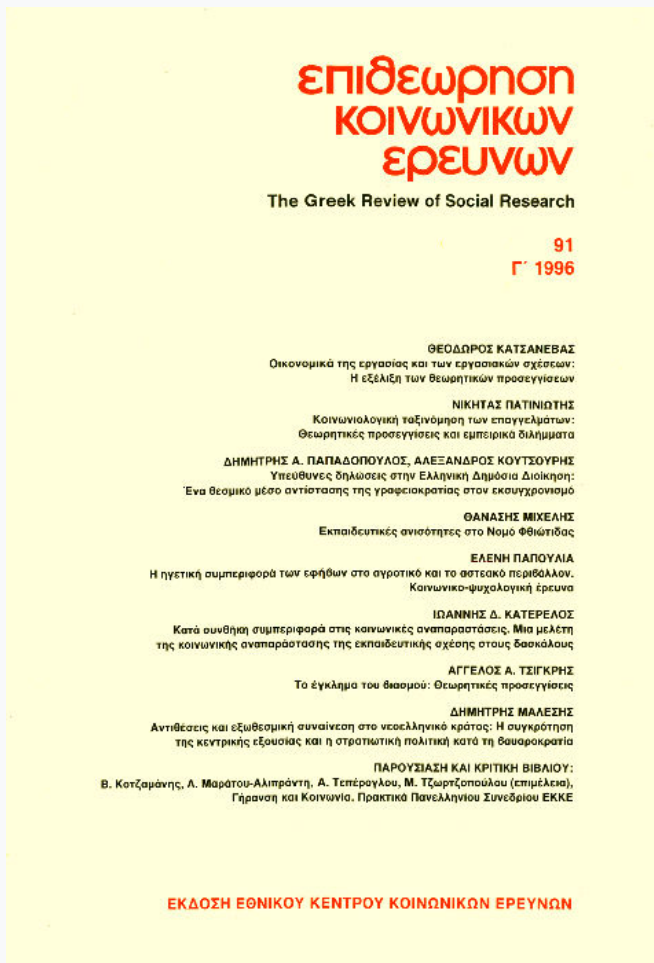 επιθεωρηση
κοινωνικων
ερευνων
The Greek Review of Social Research
91
Γ΄ 1996
ΘΕΟΔΩΡΟΣ ΚΑΤΣΑΝΕΒΑΣ
Οικονομικά της εργασίας και των εργασιακών σχέσεων:
Η εξέλιξη των θεωρητικών προσεγγίσεων
ΝΙΚΗΤΑΣ ΠΑΤΙΝΙΩΤΗΣ
Κοινωνιολογική ταξινόμηση των επαγγελμάτων:
Θεωρητικές προσεγγίσεις και εμπειρικά διλήμματα
ΔΗΜΗΤΡΗΣ Α. ΠΑΠΑΔΟΠΟΥΛΟΣ, ΑΛΕΞΑΝΔΡΟΣ ΚΟΥΤΣΟΥΡΗΣ
Υπεύθυνες δηλώσεις στην Ελληνική Δημόσια Διοίκηση:
Ένα θεσμικό μέσο αντίστασης της γραφειοκρατίας στον εκσυγχρονισμό
ΘΑΝΑΣΗΣ ΜΙΧΕΛΗΣ
Εκπαιδευτικές ανισότητες στο Νομό Φθιώτιδας
ΕΛΕΝΗ ΠΑΠΟΥΛΙΑ
Η ηγετική συμπεριφορά των εφήβων στο αγροτικό και το αστεακό περιβάλλον.
Κοινωνικο-ψυχολογική έρευνα
ΙΩΑΝΝΗΣ Δ. ΚΑΤΕΡΕΛΟΣ
Κατά συνθήκη συμπεριφορά στις κοινωνικές αναπαραστάσεις. Μια μελέτη
της κοινωνικής αναπαράστασης της εκπαιδευτικής σχέσης στους δασκάλους
ΑΓΓΕΛΟΣ Α. ΤΣΙΓΚΡΗΣ
Το έγκλημα του βιασμού: Θεωρητικές προσεγγίσεις
ΔΗΜΗΤΡΗΣ ΜΑΛΕΣΗΣ
Αντιθέσεις και εξωθεσμική συναίνεση στο νεοελληνικό κράτος: Η συγκρότηση
της κεντρικής εξουσίας και η στρατιωτική πολιτική κατά τη βαυαροκρατία
ΠΑΡΟΥΣΙΑΣΗ ΚΑΙ ΚΡΙΤΙΚΗ ΒΙΒΛΙΟΥ:
Β. Κοτζαμάνης, Λ. Μαράτου-Αλιπράντη, Α. Τεπέρογλου, Μ. Τζωρτζοπούλου (επιμέλεια),
Γήρανση και Κοινωνία. Πρακτικά Πανελληνίου Συνεδρίου ΕΚΚΕ
ΕΚΔΟΣΗ ΕΘΝΙΚΟΥ ΚΕΝΤΡΟΥ ΚΟΙΝΩΝΙΚΩΝ ΕΡΕΥΝΩΝ